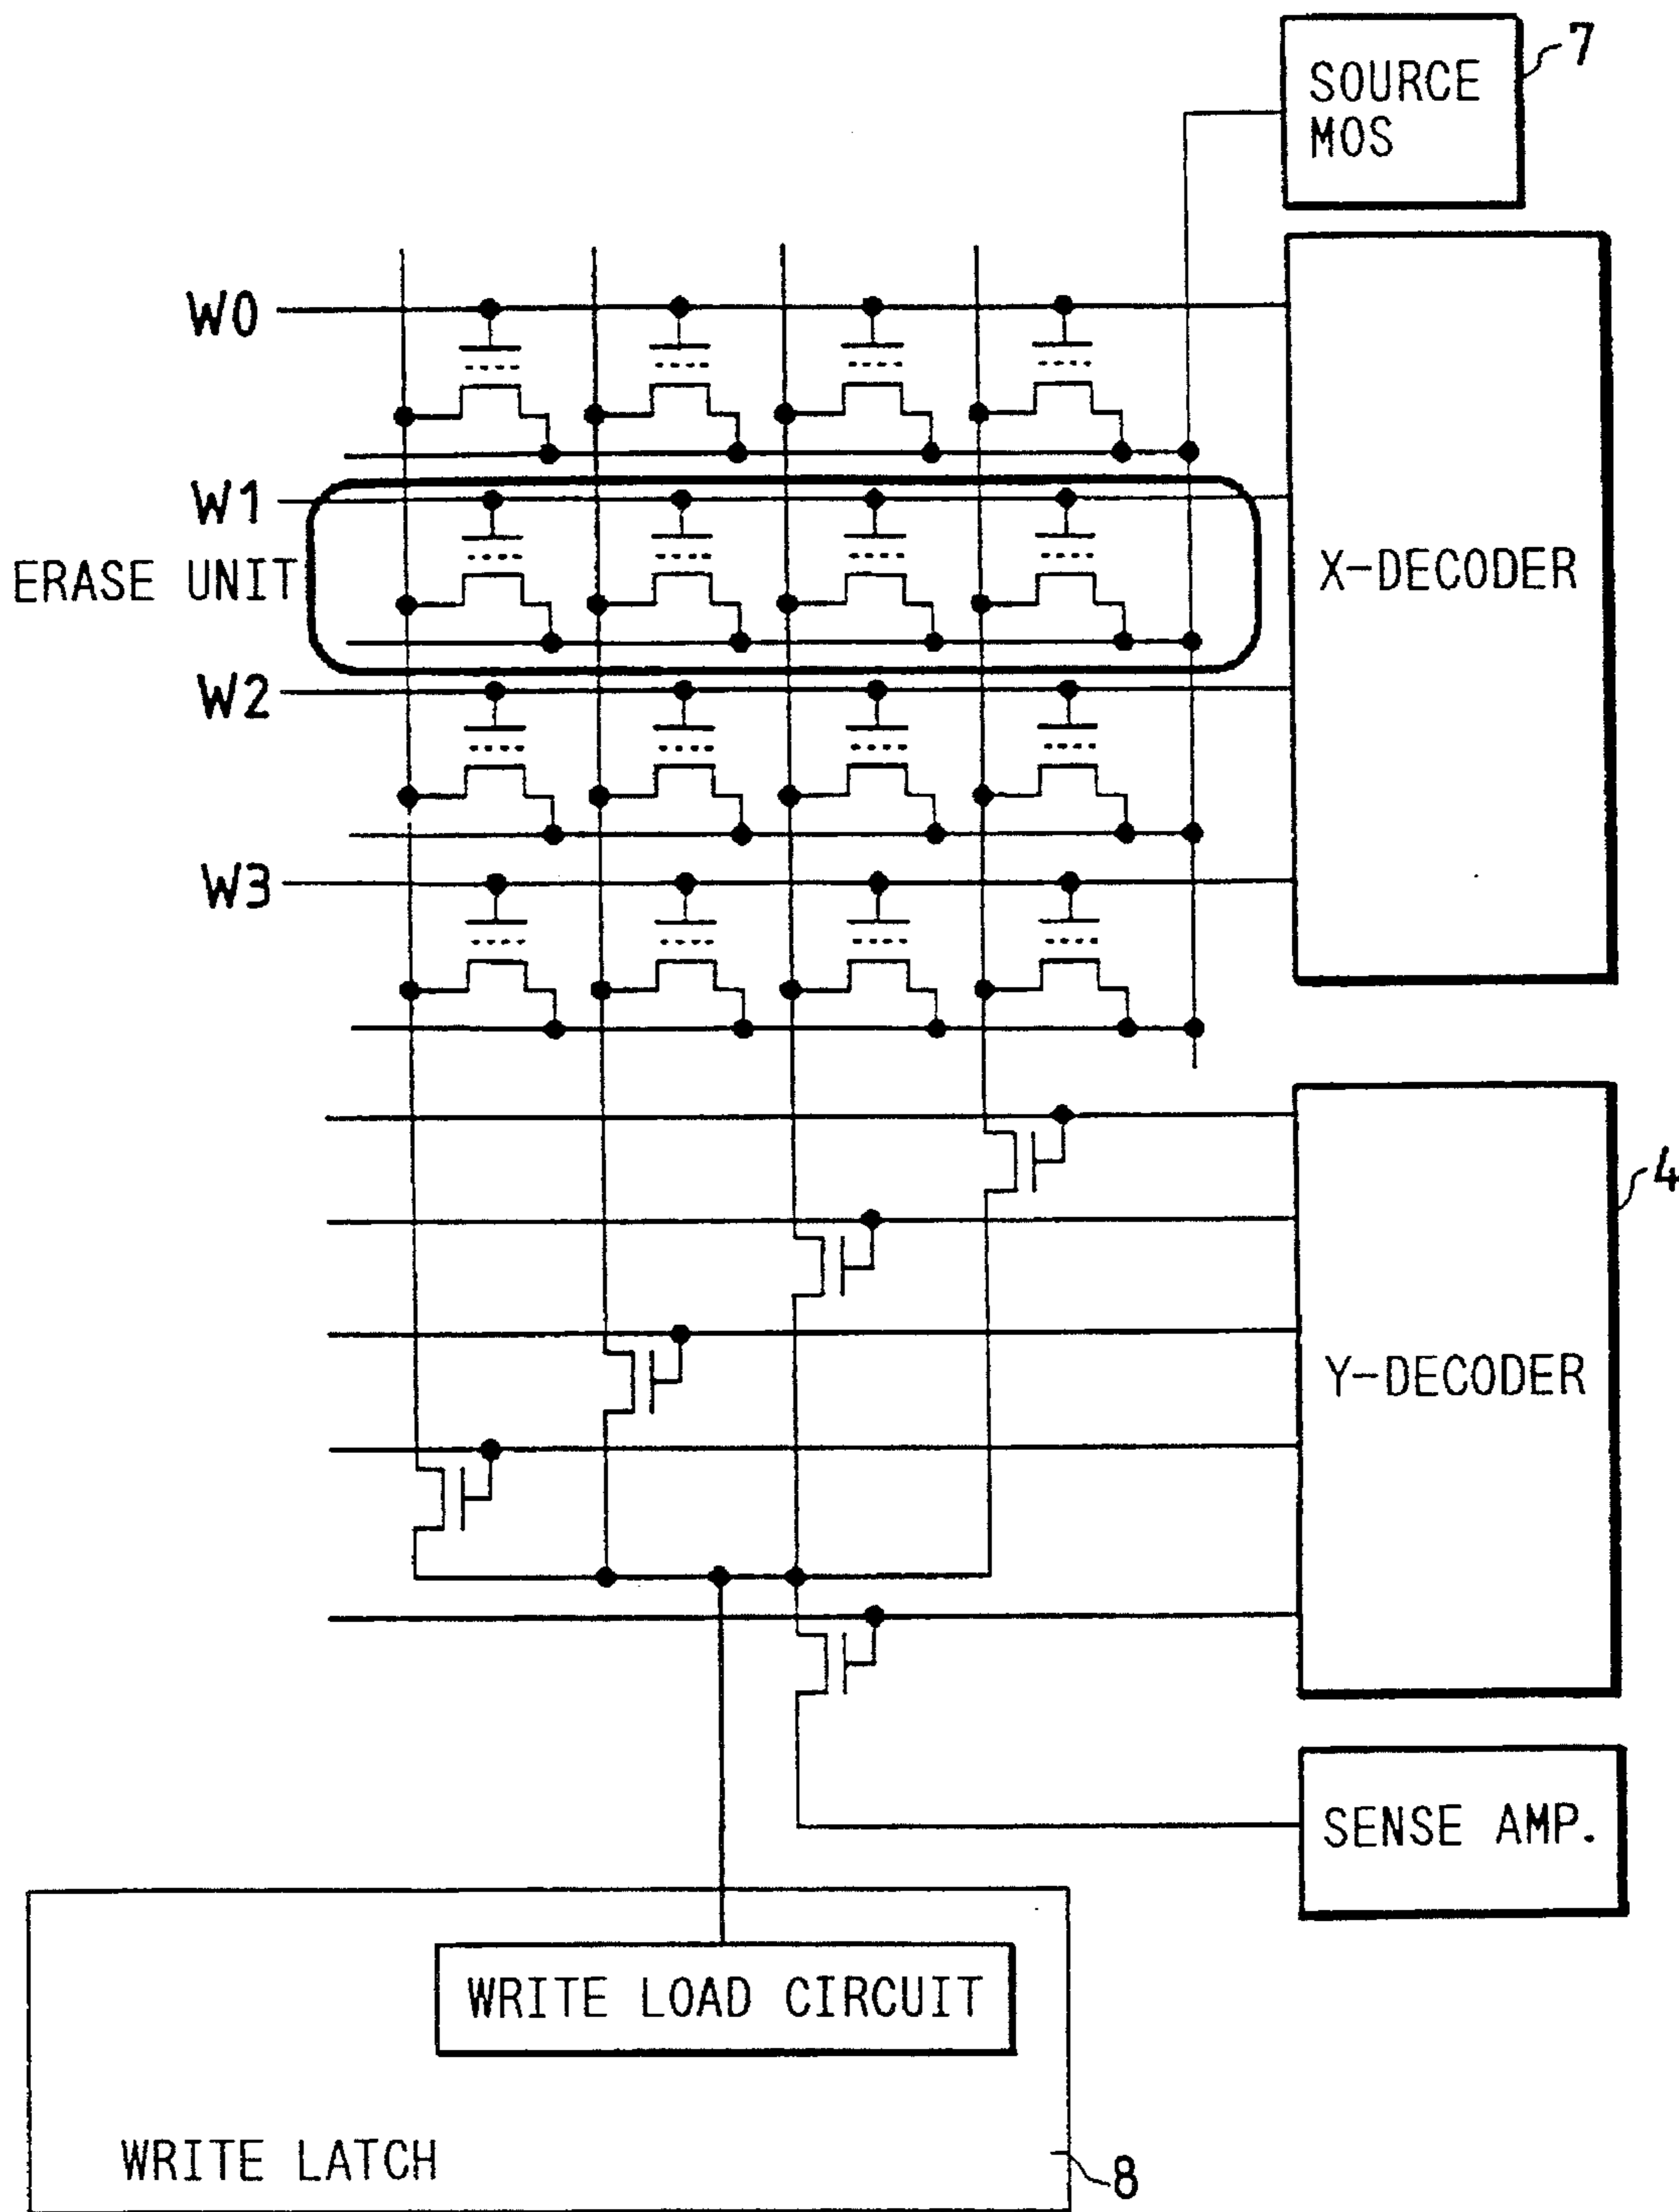 7
SOURCE
MOS
W0
W1
ERASE UNIT
X-DECODER
W2
W3
4
Y-DECODER
SENSE AMP.
WRITE LOAD CIRCUIT
WRITE LATCH
8